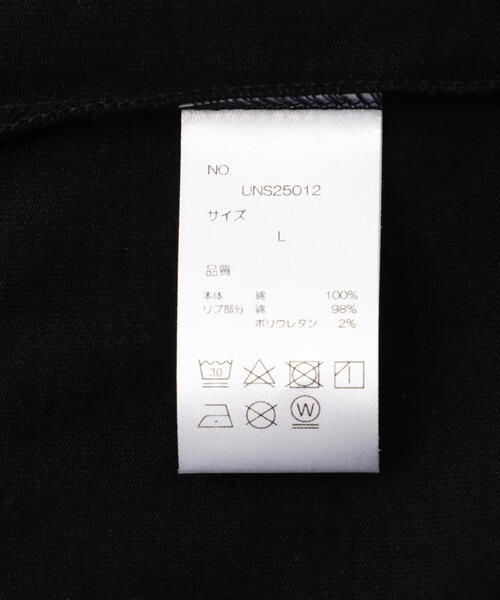 NO.
UNS25012
サイズ
L
品質
本体 綿 100%
リブ部分 綿 98%
ポリウレタン 2%
30
W